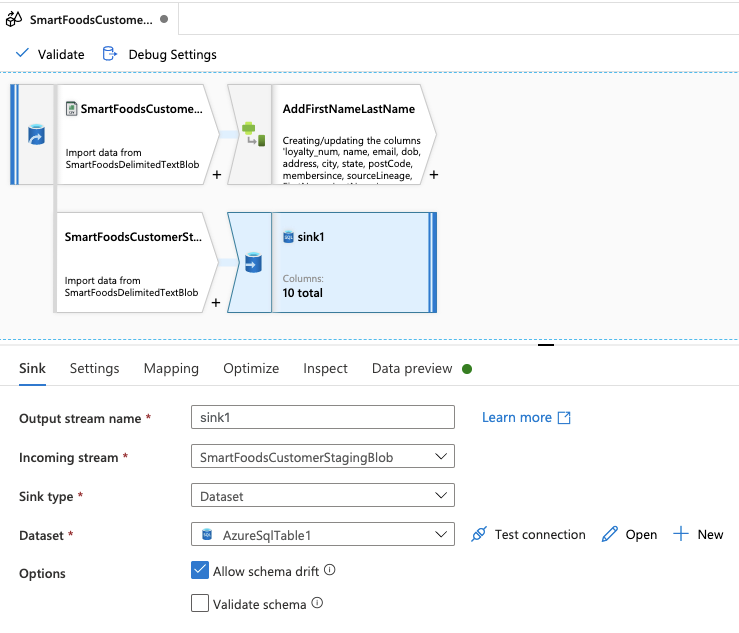 SmartFoodsCustome...
Validate
Debug Settings
SmartFoodsCustome...
Import data from
SmartFoodsDelimitedTextBlob
+
AddFirstNameLastName
Creating/updating the columns
'loyalty_num, name, email, dob,
address, city, state, postCode,
membersince, sourceLineage,
+
SmartFoodsCustomerSt...
Import data from
SmartFoodsDelimitedTextBlob
+
sink1
Columns:
10 total
Sink
Settings
Mapping
Optimize
Inspect
Data preview
Output stream name *
sink1
Learn more
Incoming stream *
SmartFoodsCustomerStagingBlob
Sink type *
Dataset
Dataset *
AzureSqlTable1
Test connection
Open
New
Options
Allow schema drift
Validate schema